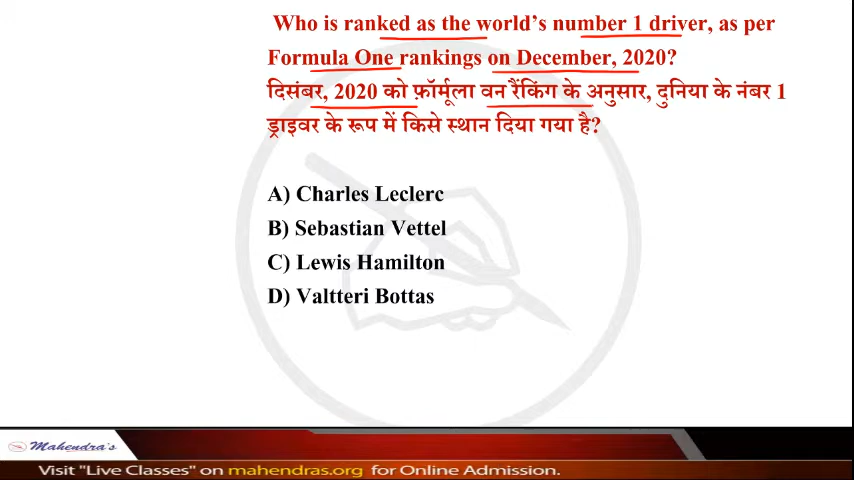 Who is ranked as the world's number 1 driver, as per
Formula One rankings on December, 2020?
दिसंबर, 2020 को फ़ॉर्मूला वन रैंकिंग के अनुसार, दुनिया के नंबर 1
ड्राइवर के रूप में किसे स्थान दिया गया है?
A) Charles Leclerc
B) Sebastian Vettel
C) Lewis Hamilton
D) Valtteri Bottas
Mahendra's
Visit "Live Classes" on mahendras.org for Online Admission.